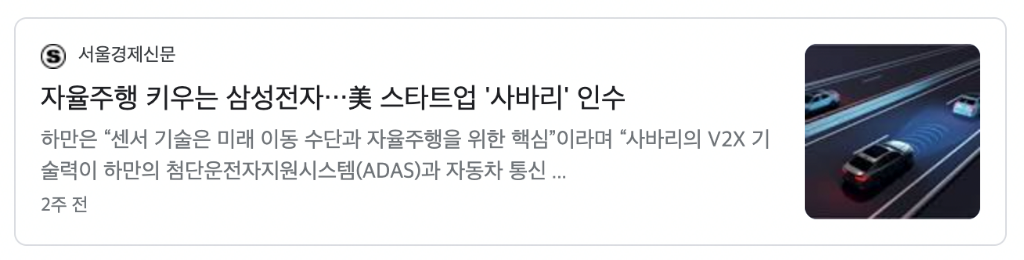 S 서울경제신문
자율주행 키우는 삼성전자…美 스타트업 '사바리' 인수
하만은 “센서 기술은 미래 이동 수단과 자율주행을 위한 핵심”이라며 “사바리의 V2X 기
술력이 하만의 첨단운전자지원시스템(ADAS)과 자동차 통신 ...
2주 전